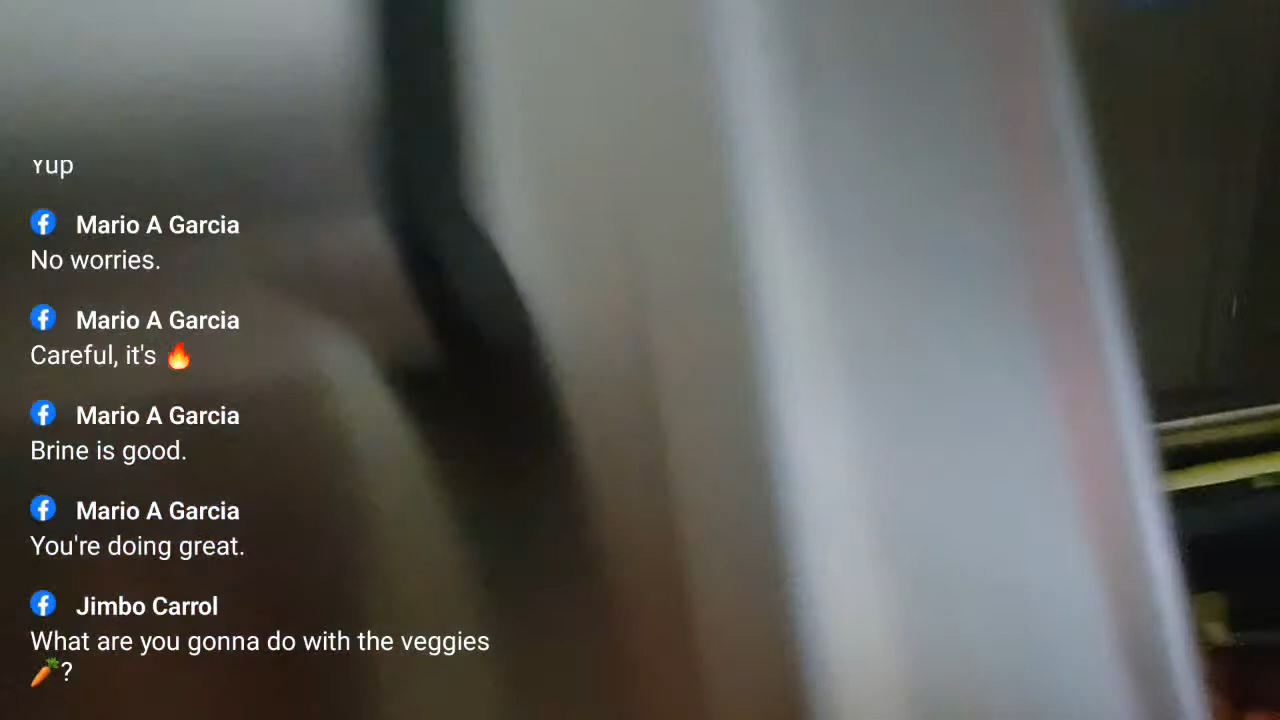 Yup
Mario A Garcia
No worries.
Mario A Garcia
Careful, it's 🔥
Mario A Garcia
Brine is good.
Mario A Garcia
You're doing great.
Jimbo Carrol
What are you gonna do with the veggies
🥕?